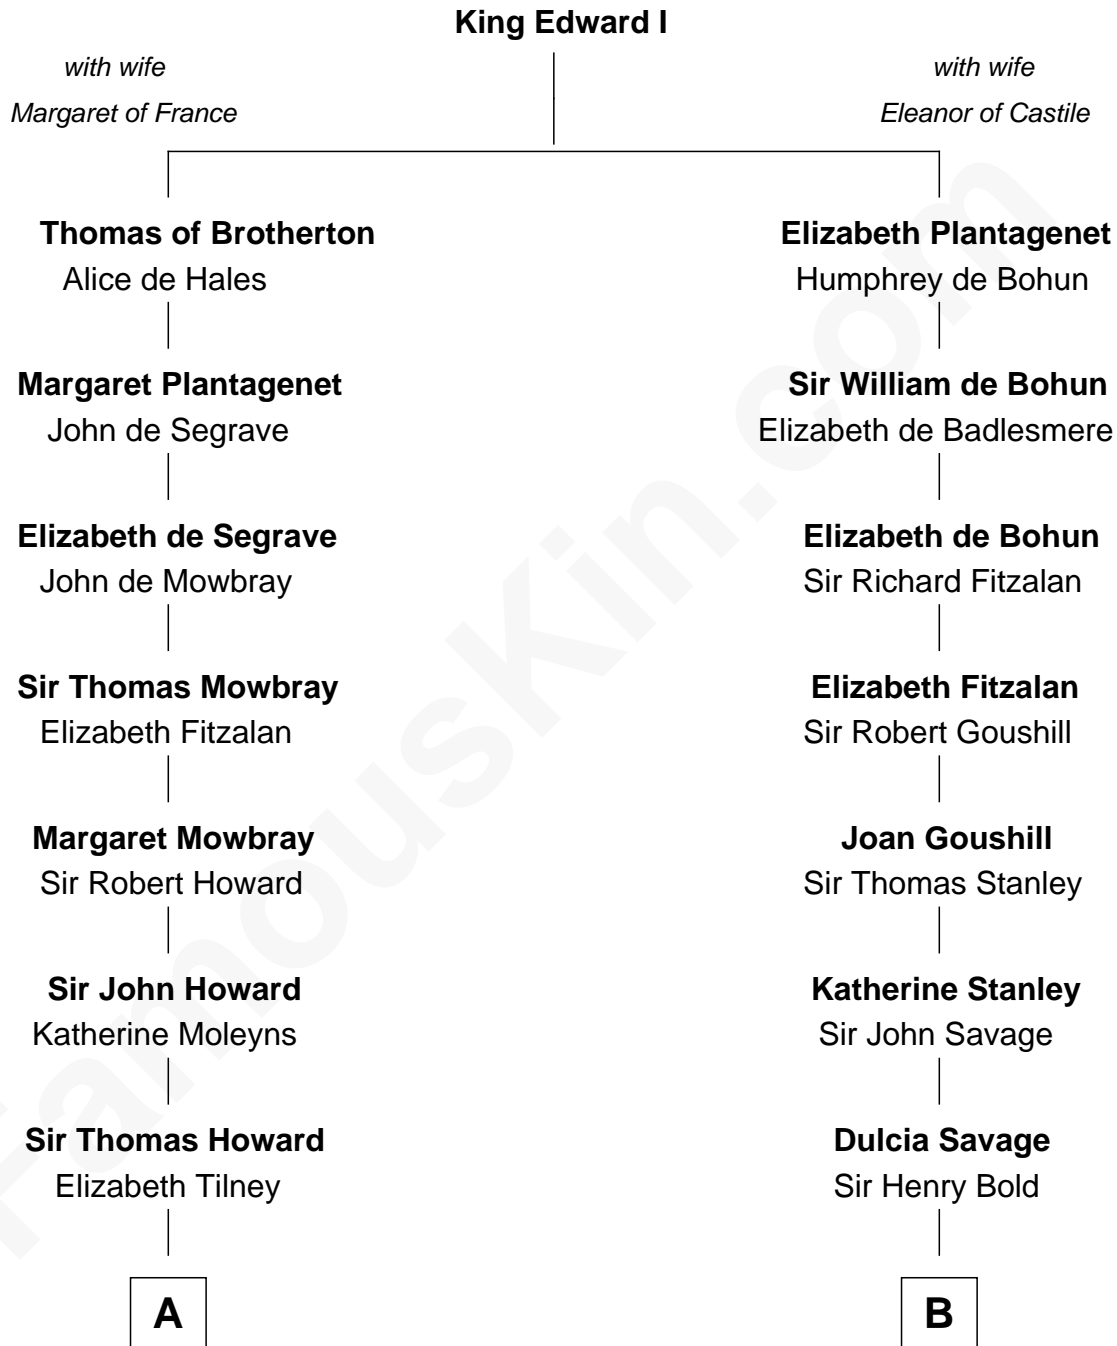 King Edward I
with wife
Margaret of France
with wife
Eleanor of Castile
Thomas of Brotherton
Alice de Hales
Elizabeth Plantagenet
Humphrey de Bohun
Margaret Plantagenet
John de Segrave
Sir William de Bohun
Elizabeth de Badlesmere
Elizabeth de Segrave
John de Mowbray
Elizabeth de Bohun
Sir Richard Fitzalan
Sir Thomas Mowbray
Elizabeth Fitzalan
Elizabeth Fitzalan
Sir Robert Goushill
Margaret Mowbray
Sir Robert Howard
Joan Goushill
Sir Thomas Stanley
Sir John Howard
Katherine Moleyns
Katherine Stanley
Sir John Savage
Sir Thomas Howard
Elizabeth Tilney
Dulcia Savage
Sir Henry Bold
A
B
FamousKin.com